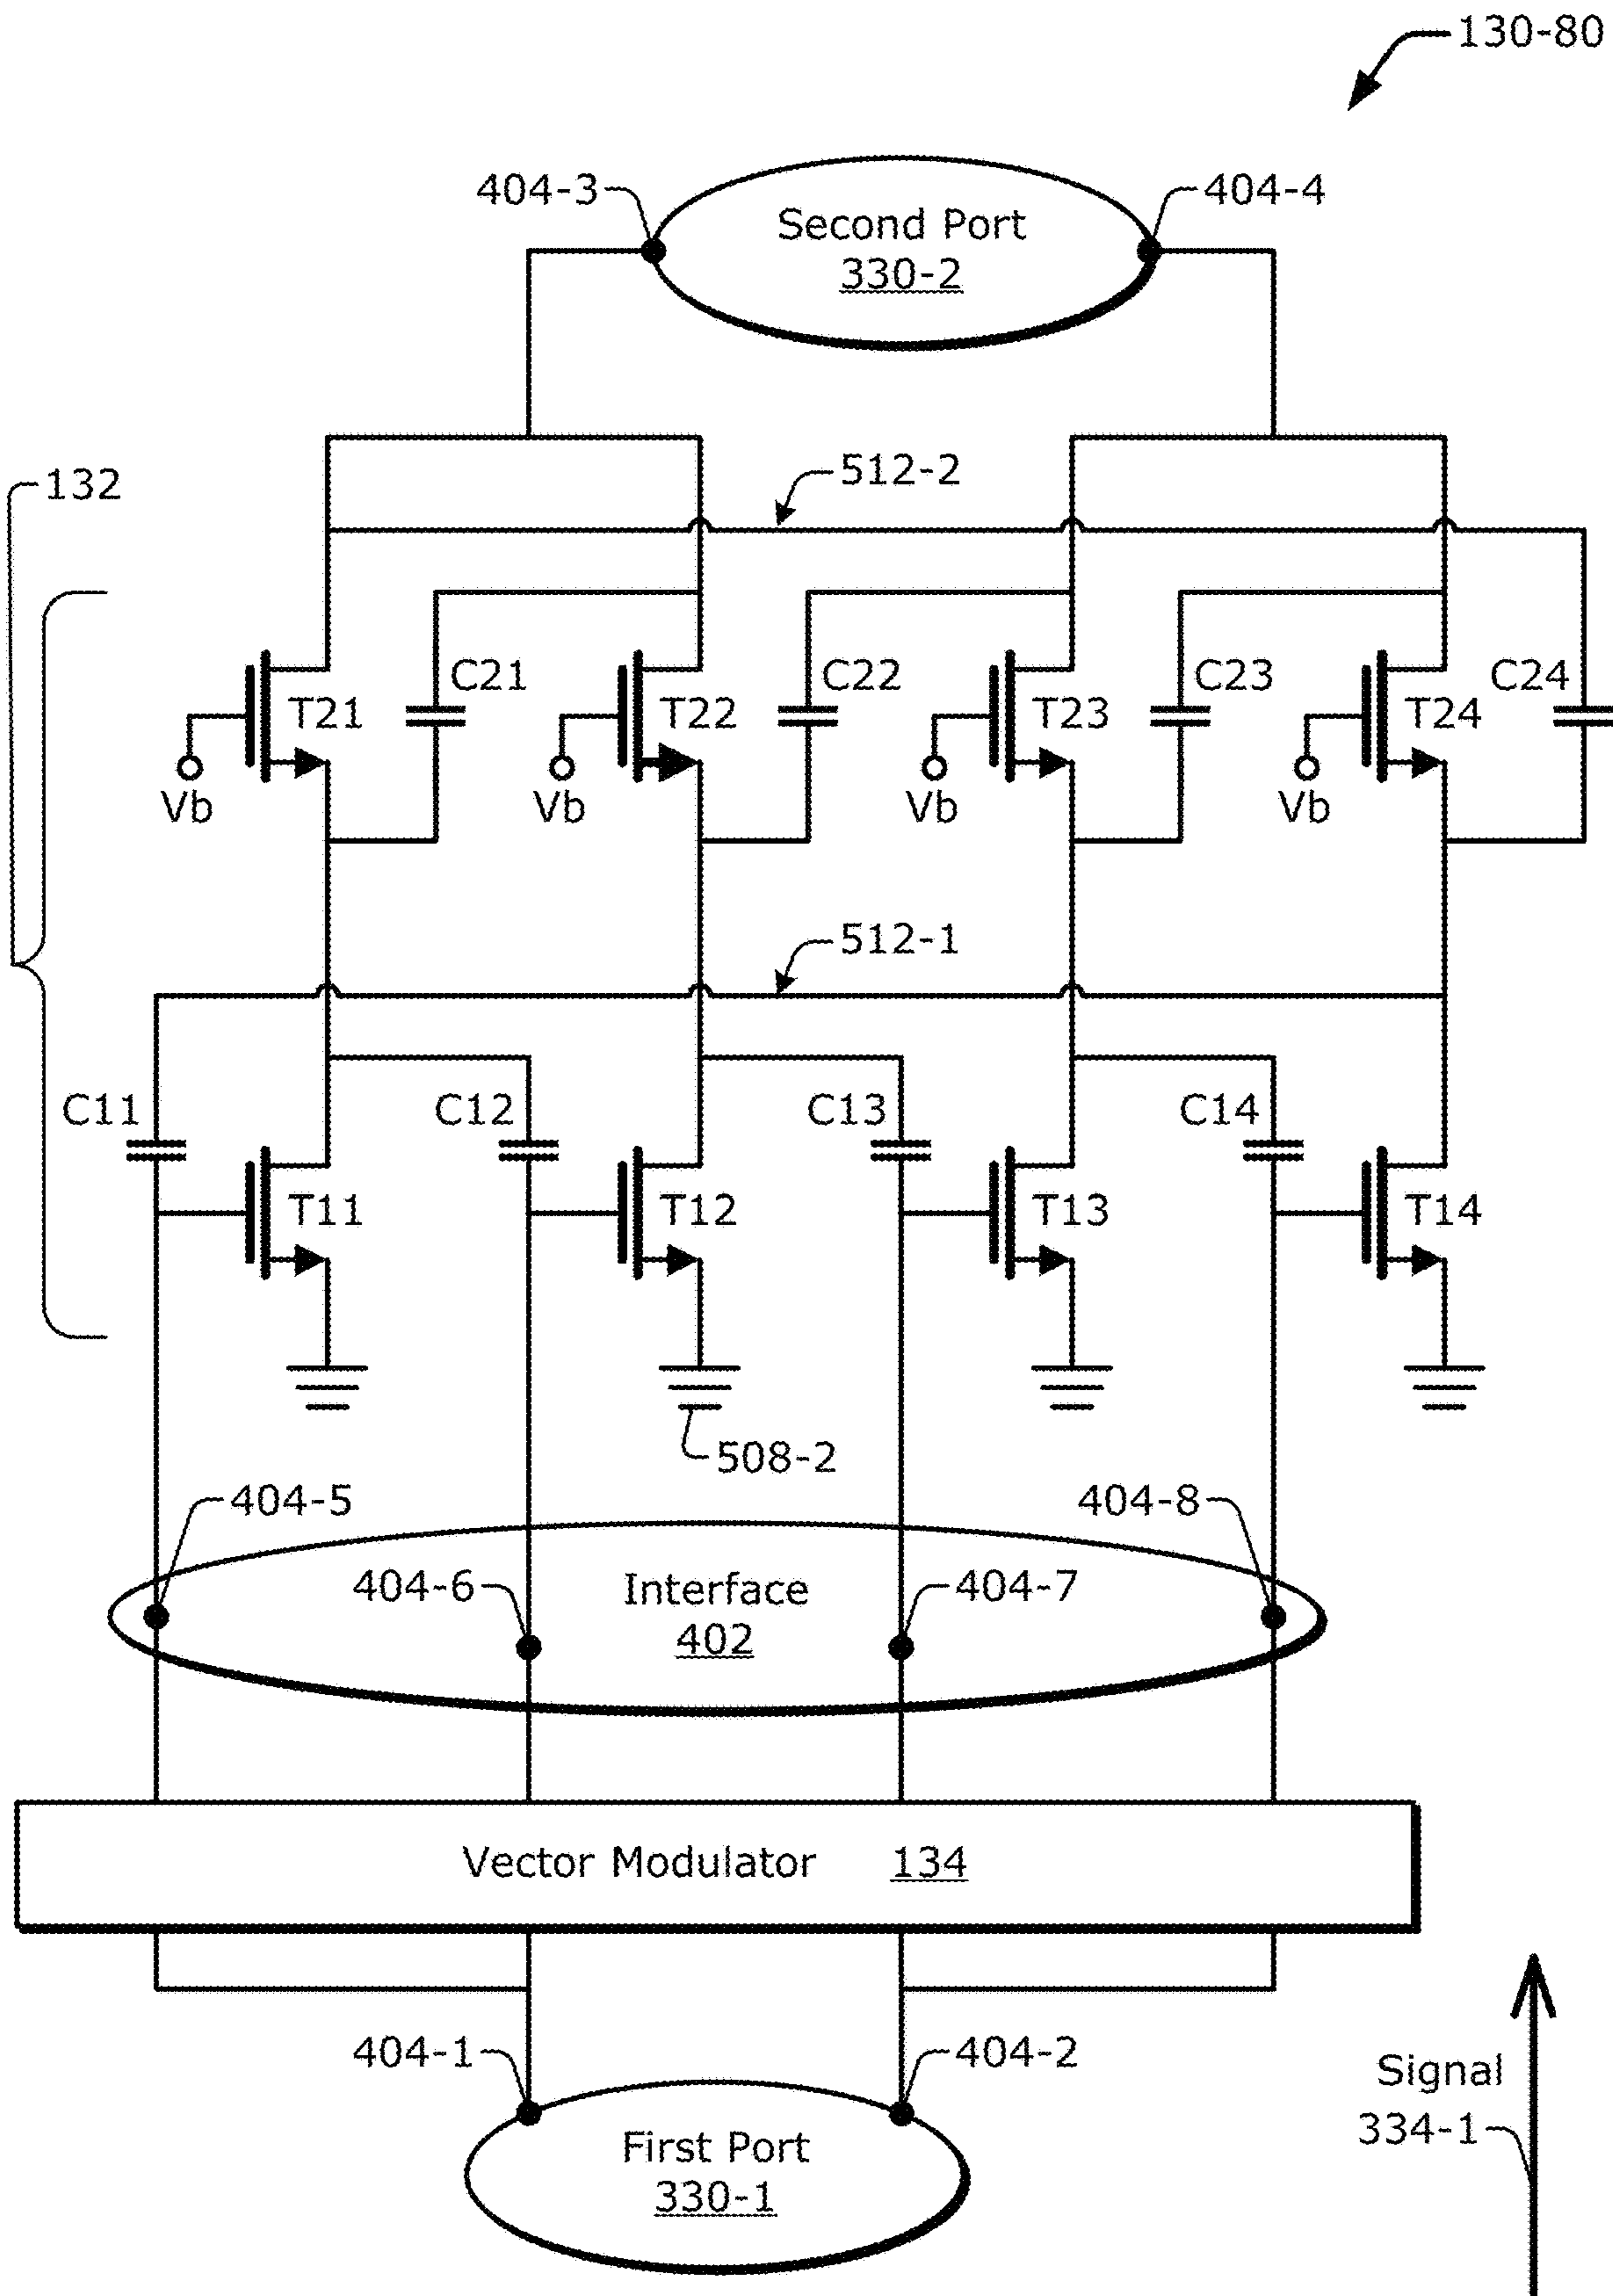 130-80
404-3
404-4
Second Port
330-2
132
512-2
C21
C22
C23
C24
T21
T22
T23
T24
Vb
Vb
Vb
Vb
512-1
C11
C12
C13
C14
T11
T12
T13
T14
508-2
404-5
404-8
404-6
Interface
404-7
402
Vector Modulator 134
404-1
404-2
Signal
334-1
First Port
330-1